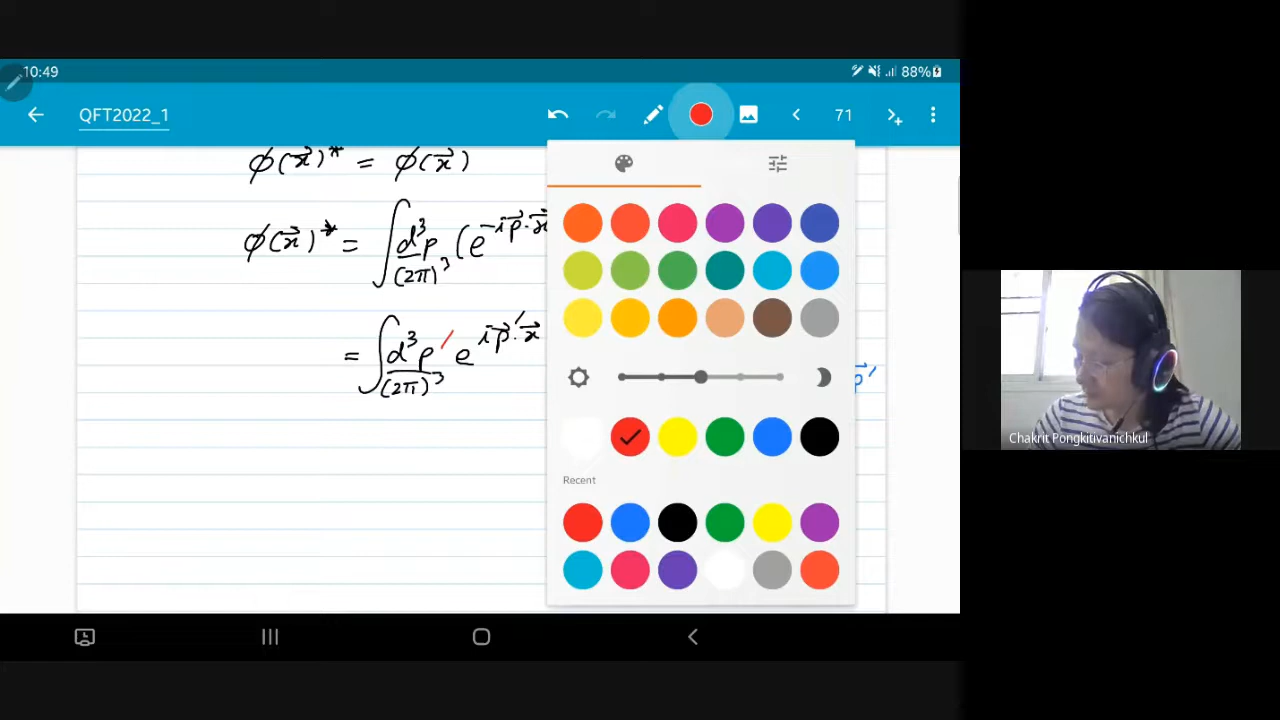 10:49 88%
QFT2022_1 71
φ(x⃗)* = φ(x⃗)
φ(x⃗)* = ∫ d³p/(2π)³ (e^{-ip⃗·x⃗}
= ∫ d³p′/(2π)³ e^{ip⃗′·x⃗}
p⃗′
Recent
Chakrit Pongkitivanichkul